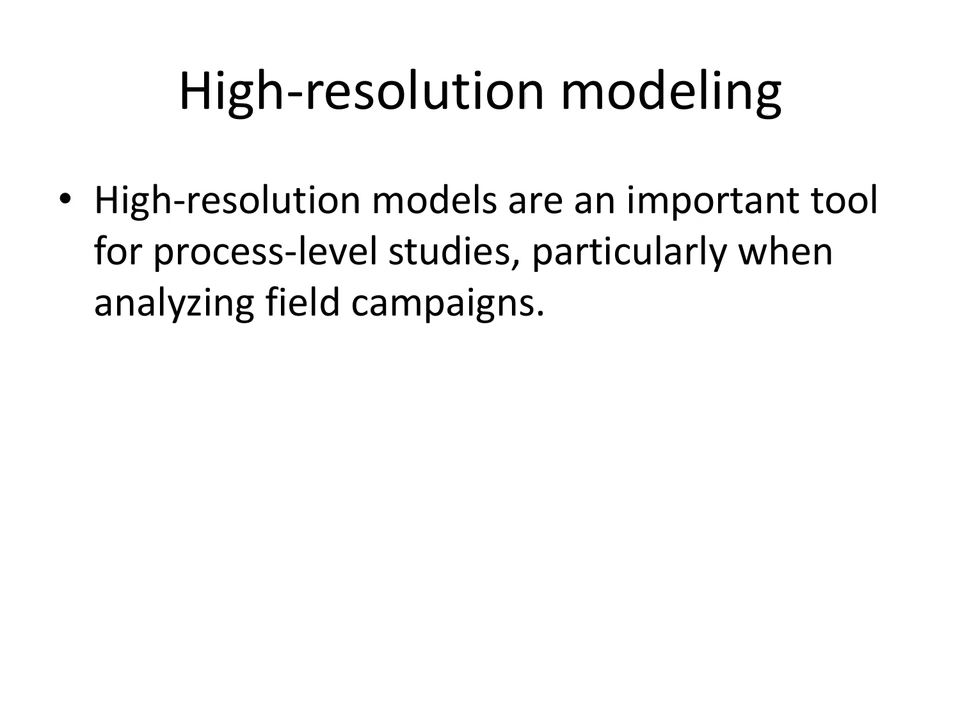 High-resolution modeling
• High-resolution models are an important tool
for process-level studies, particularly when
analyzing field campaigns.